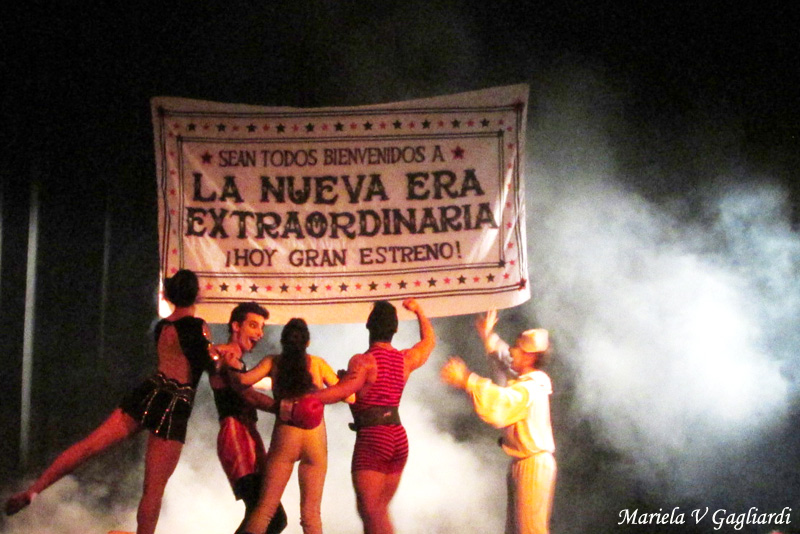 SEAN TODOS BIENVENIDOS A
LA NUEVA ERA
EXTRAORDINARIA
¡HOY GRAN ESTRENO!
Mariela V Gagliardi